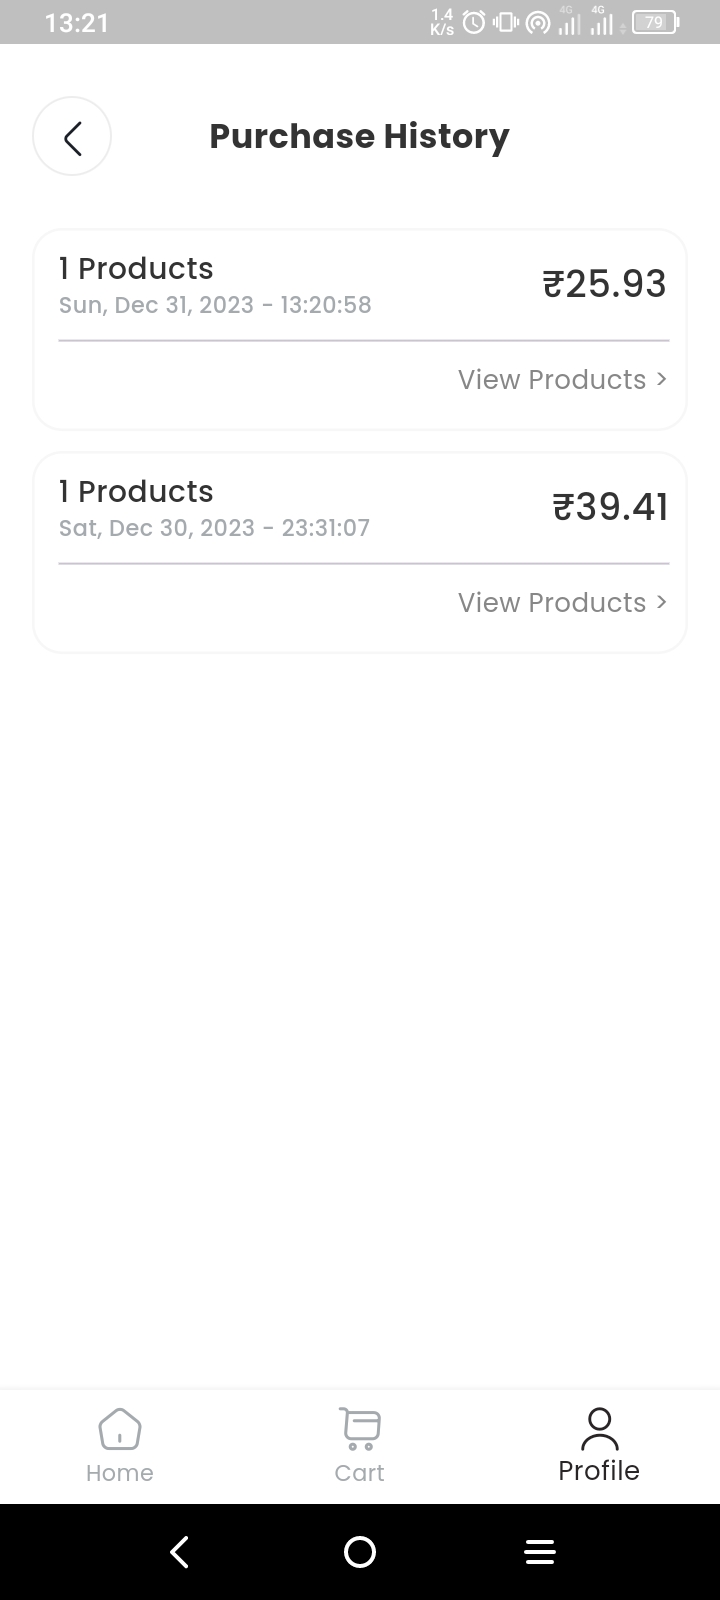 13:21
1.4
K/s
4G
4G
79
Purchase History
1 Products
₹25.93
Sun, Dec 31, 2023 - 13:20:58
View Products >
1 Products
₹39.41
Sat, Dec 30, 2023 - 23:31:07
View Products >
Home
Cart
Profile